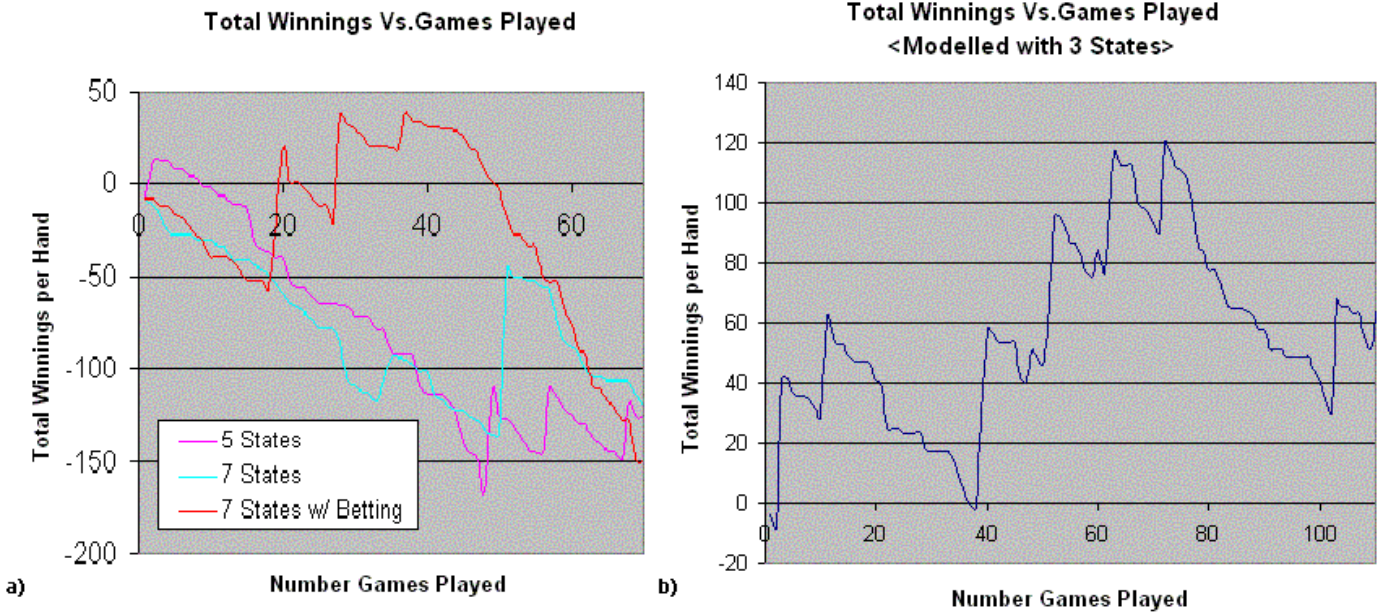 Total Winnings Vs.Games Played
50
0
-50
-100
-150
-200
0
20
40
60
Total Winnings per Hand
5 States
7 States
7 States w/ Betting
Number Games Played
a)
Total Winnings Vs.Games Played
<Modelled with 3 States>
140
120
100
80
60
40
20
0
-20
0
20
40
60
80
100
Total Winnings per Hand
Number Games Played
b)